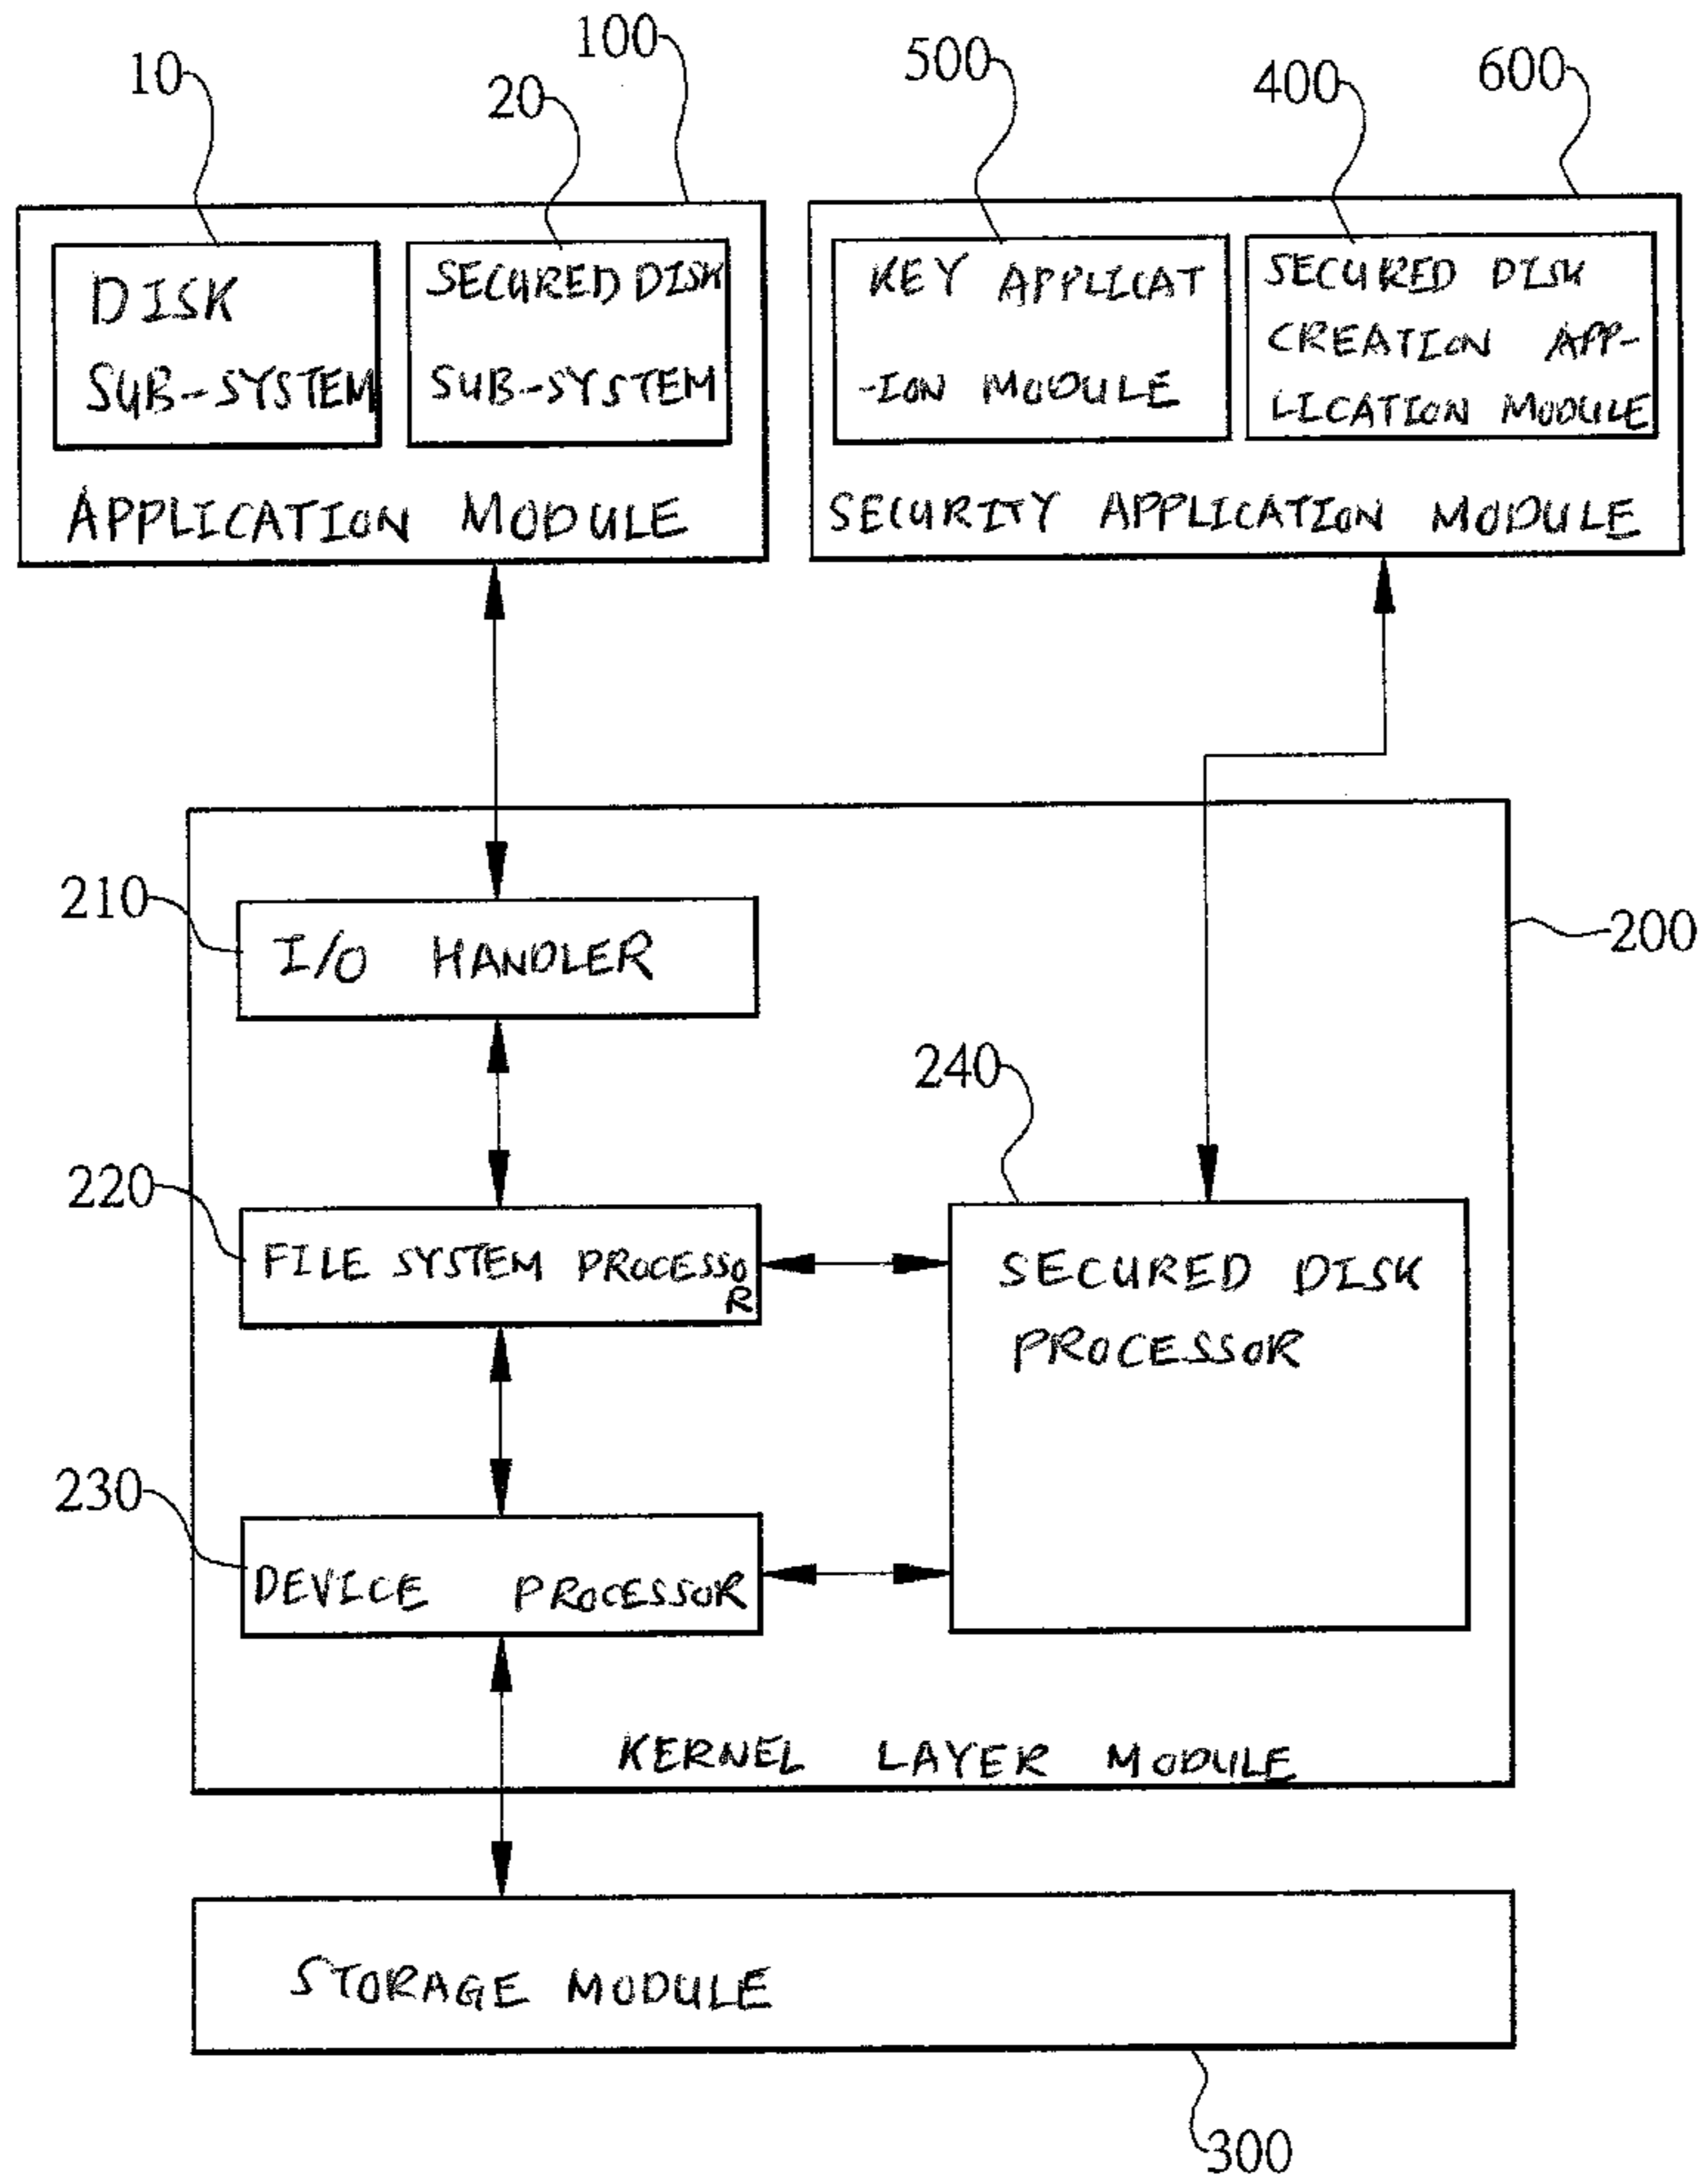 100
10
20
500
400
600
DISK
SUB-SYSTEM
SECURED DISK
SUB-SYSTEM
APPLICATION MODULE
KEY APPLICAT
-ION MODULE
SECURED DISK
CREATION APP-
LICATION MODULE
SECURITY APPLICATION MODULE
210
I/O HANDLER
200
240
220
FILE SYSTEM PROCESSO
R
SECURED DISK
PROCESSOR
230
DEVICE PROCESSOR
KERNEL LAYER MODULE
STORAGE MODULE
300